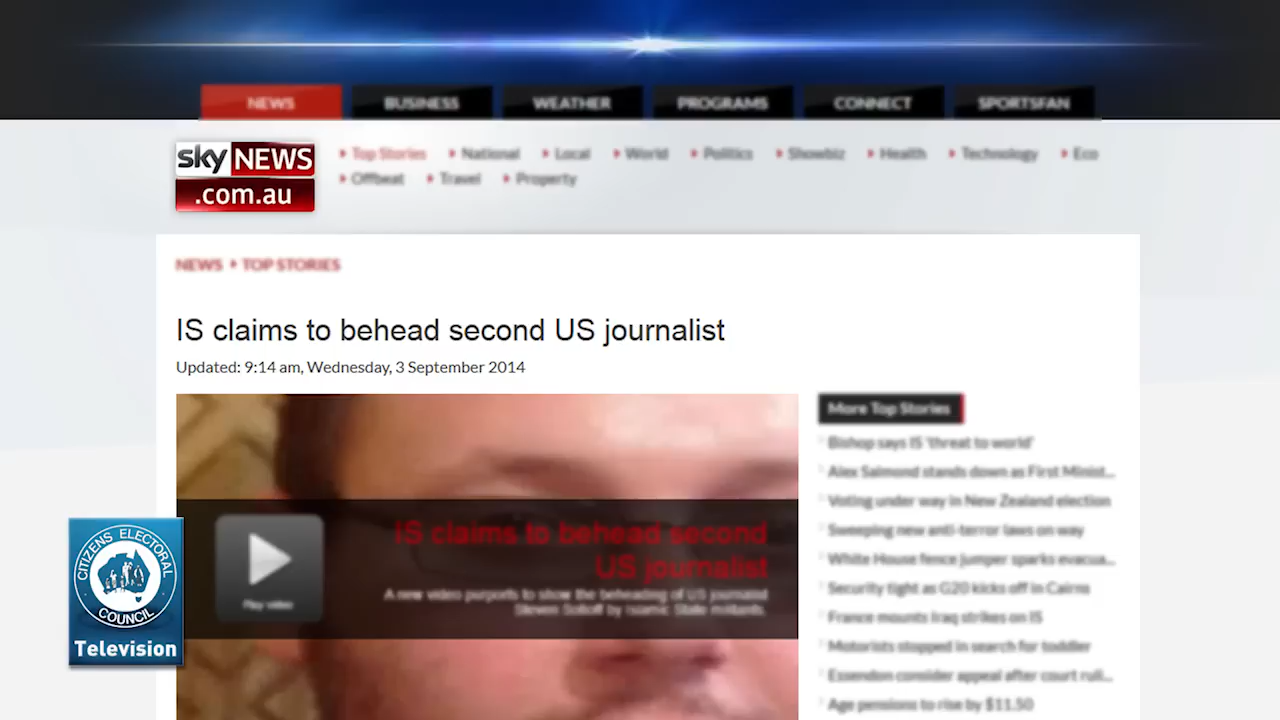 NEWS BUSINESS WEATHER PROGRAMS CONNECT SPORTSFAN
sky NEWS
.com.au
Top Stories National Local World Politics Showbiz Health Technology Eco
Offbeat Travel Property
NEWS TOP STORIES
IS claims to behead second US journalist
Updated: 9:14 am, Wednesday, 3 September 2014
More Top Stories
Bishop says IS 'threat to world'
Alex Salmond stands down as First Minist...
Voting under way in New Zealand election
Sweeping new anti-terror laws on way
White House fence jumper sparks evacua...
Security tight as G20 kicks off in Cairns
France mounts Iraq strikes on IS
Motorists stopped in search for toddler
Essendon consider appeal after court ruli...
Age pensions to rise by $11.50
IS claims to behead second
US journalist
A new video purports to show the beheading of US journalist
Steven Sotloff by Islamic State militants.
Play video
CITIZENS ELECTORAL
COUNCIL
Television